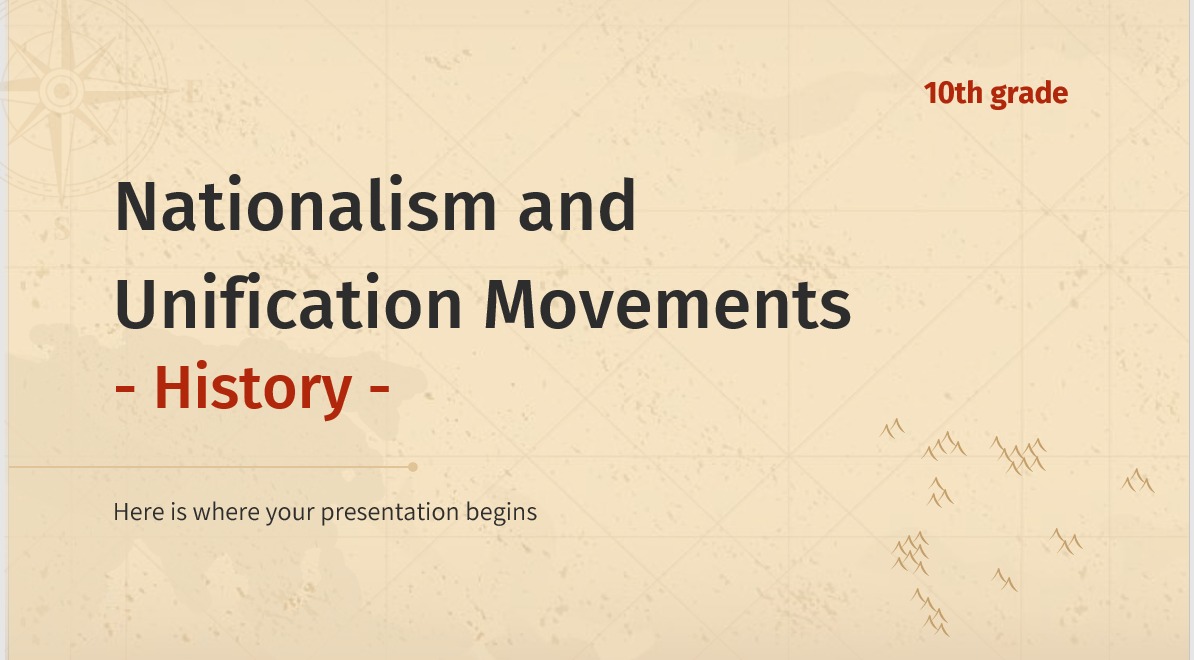 10th grade
Nationalism and
Unification Movements
- History -
Here is where your presentation begins
E
S